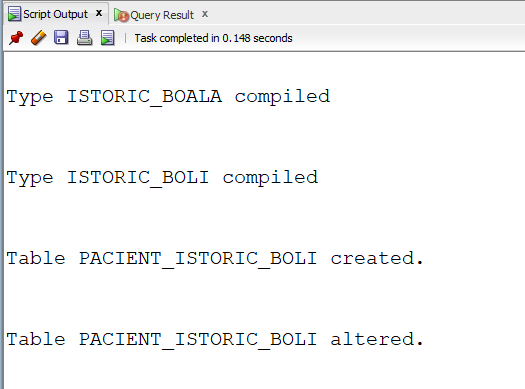 Script Output x Query Result x
Task completed in 0.148 seconds
Type ISTORIC_BOALA compiled
Type ISTORIC_BOLI compiled
Table PACIENT_ISTORIC_BOLI created.
Table PACIENT_ISTORIC_BOLI altered.